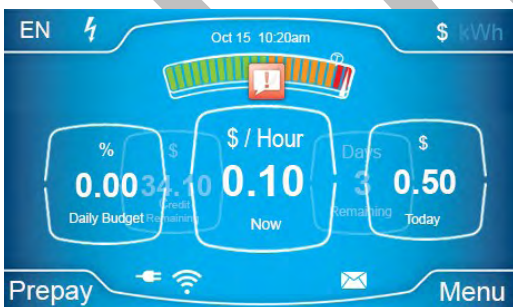 EN
$ kWh
Oct 15 10:20am
T
%
0.00
Daily Budget
$
34.10
Credit
Remaining
$ / Hour
0.10
Now
Days
3
Remaining
$
0.50
Today
Prepay
Menu